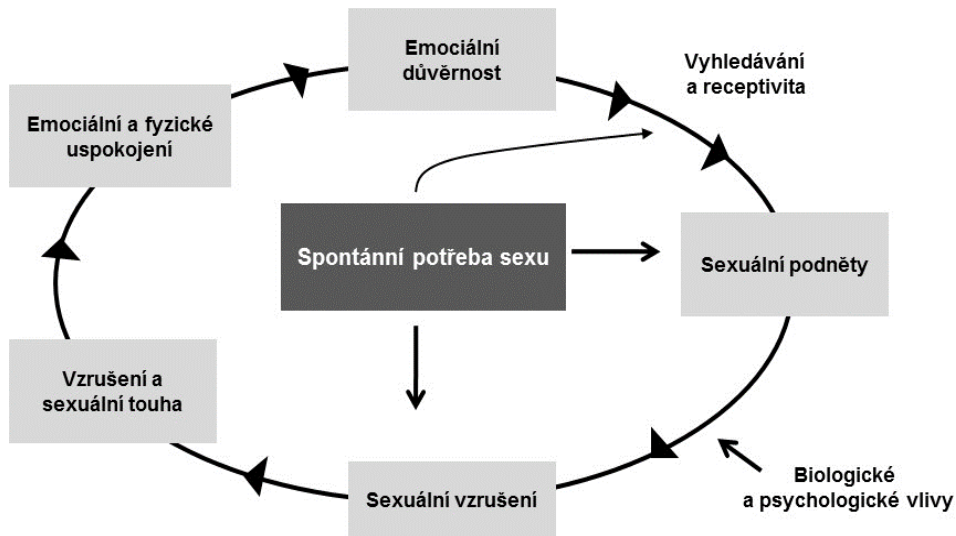 Emociální
důvěrnost
Vyhledávání
a receptivita
Emociální a fyzické
uspokojení
Spontánní potřeba sexu
Sexuální podněty
Vzrušení a
sexuální touha
Sexuální vzrušení
Biologické
a psychologické vlivy